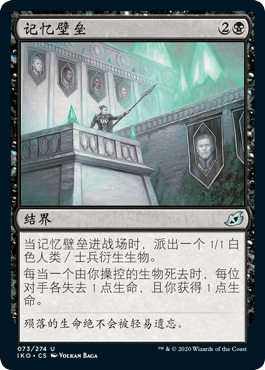 记忆壁垒 2
结界
当记忆壁垒进战场时，派出一个 1/1 白
色人类／士兵衍生生物。
每当一个由你操控的生物死去时，每位
对手各失去 1 点生命，且你获得 1 点生
命。
殒落的生命绝不会被轻易遗忘。
073/274 U
IKO • CS VOLKAN BAGA
™ & © 2020 Wizards of the Coast